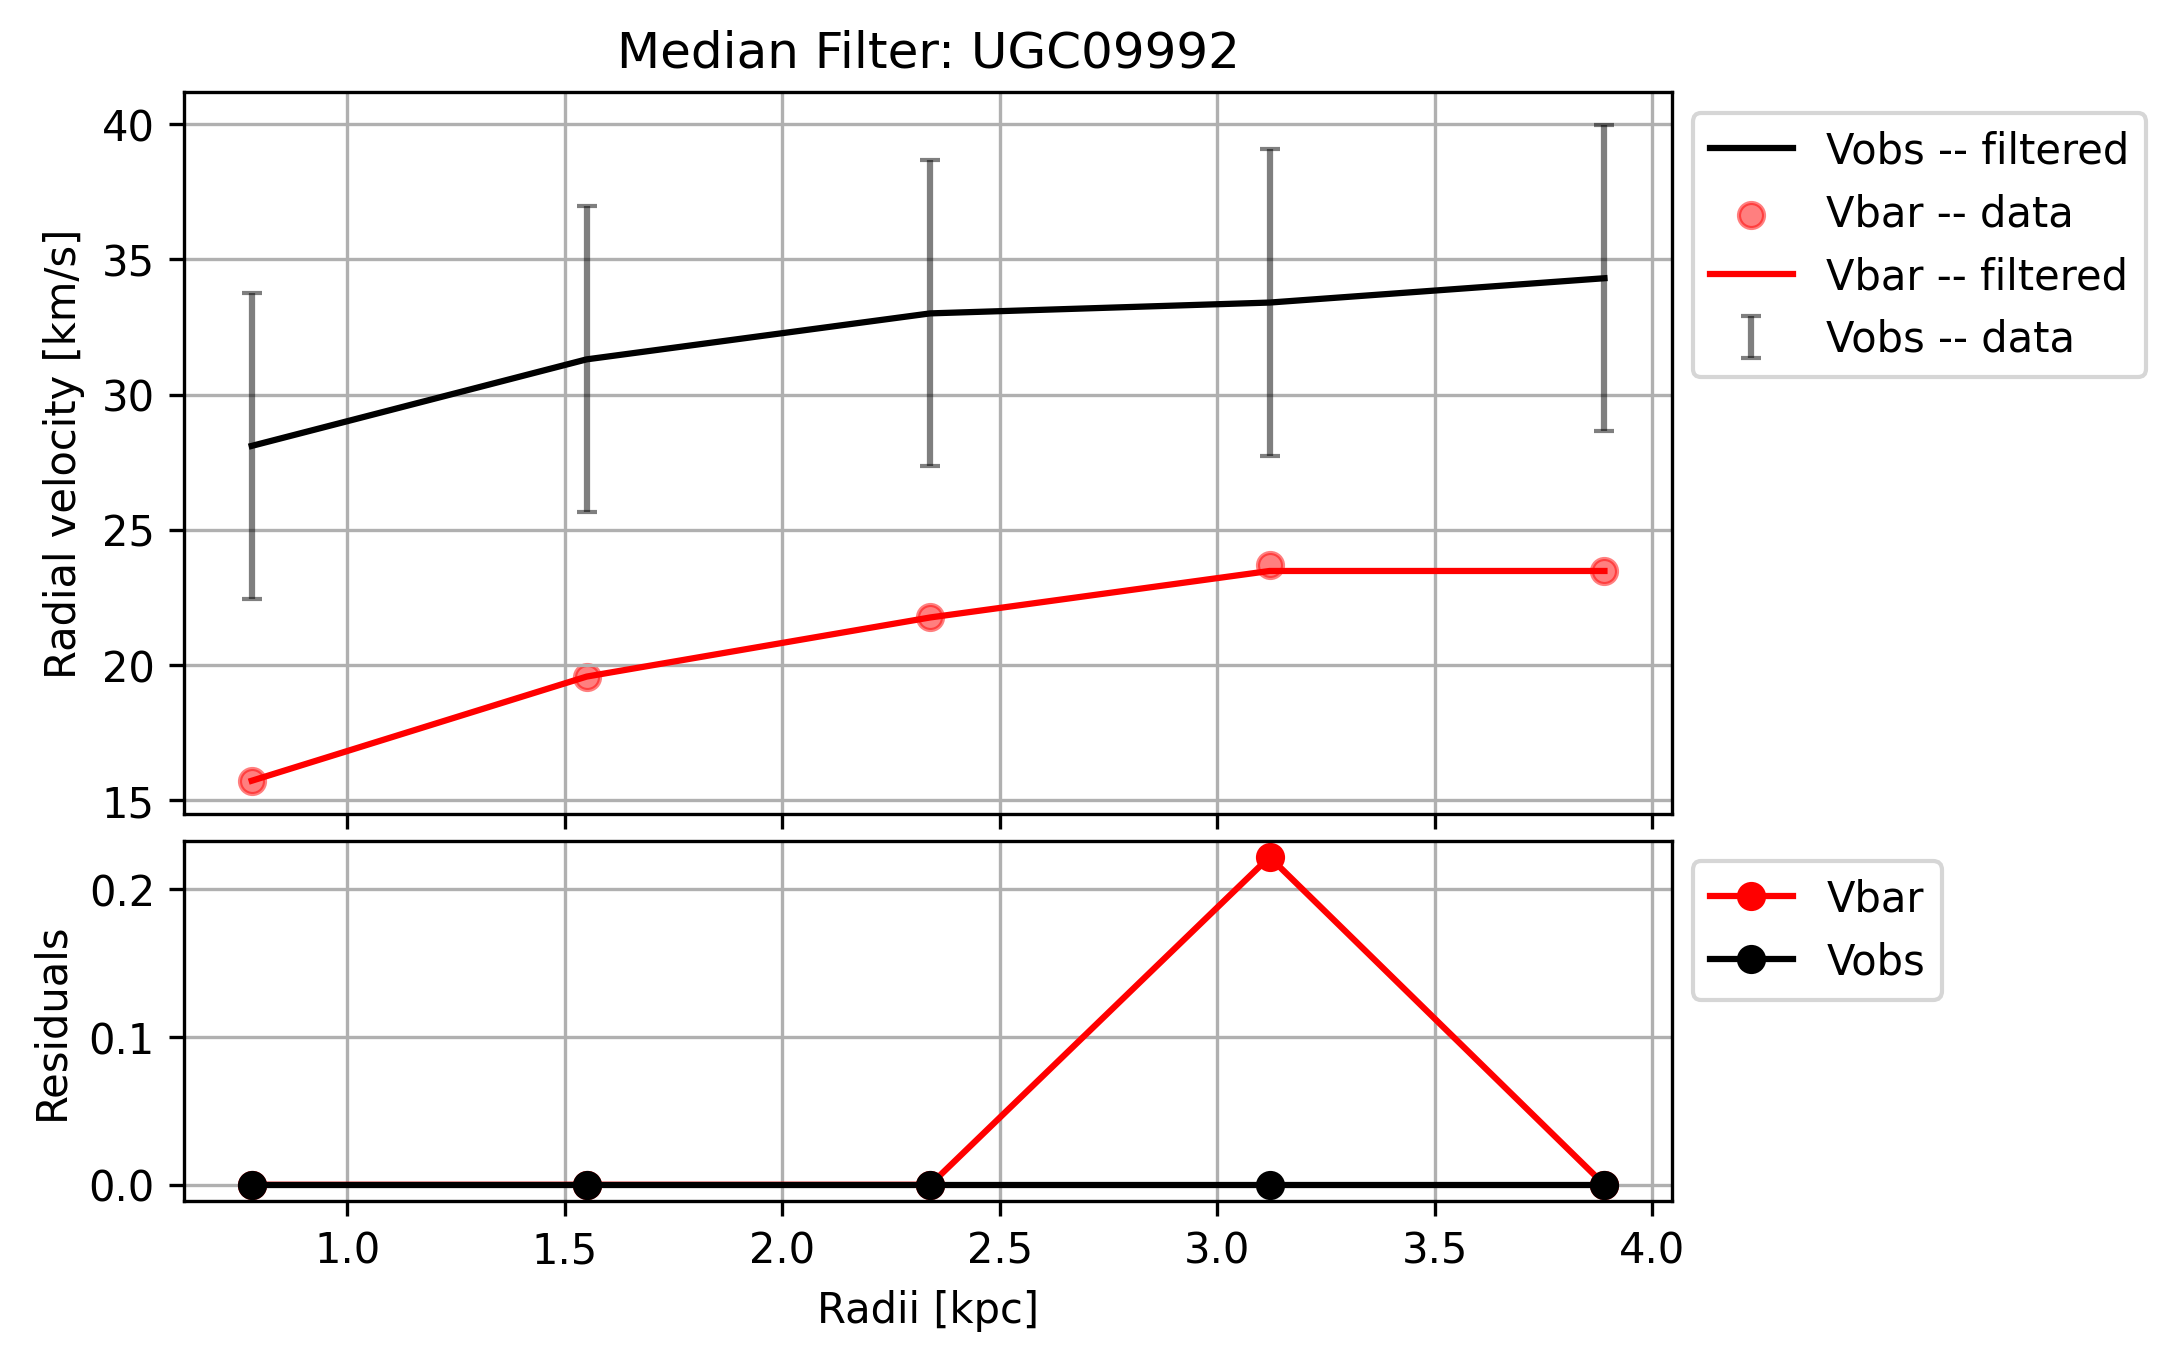 Median Filter: UGC09992
40
35
30
25
20
15
Radial velocity [km/s]
Vobs -- filtered
Vbar -- data
Vbar -- filtered
Vobs -- data
0.2
0.1
0.0
Residuals
Vbar
Vobs
1.0 1.5 2.0 2.5 3.0 3.5 4.0
Radii [kpc]